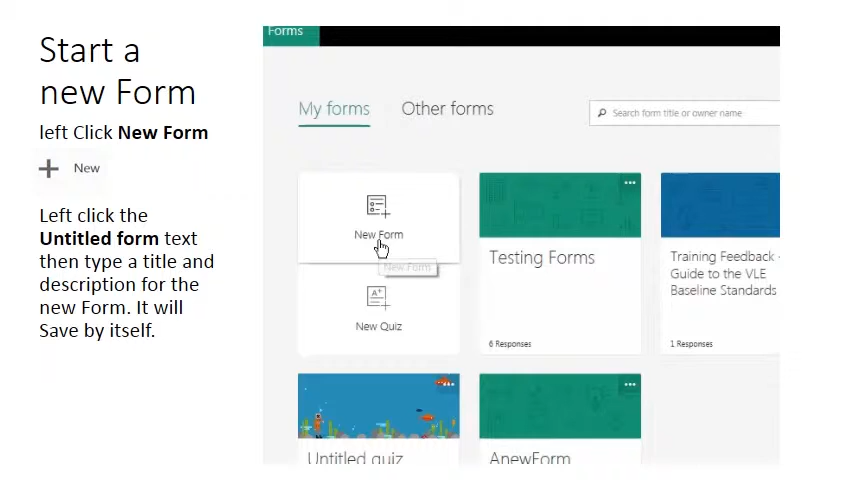 Start a
new Form
left Click New Form
New
Left click the
Untitled form text
then type a title and
description for the
new Form. It will
Save by itself.
Forms
My forms
Other forms
Search form title or owner name
New Form
New Form
New Quiz
Testing Forms
6 Responses
Training Feedback -
Guide to the VLE
Baseline Standards
1 Responses
Untitled quiz
AnewForm